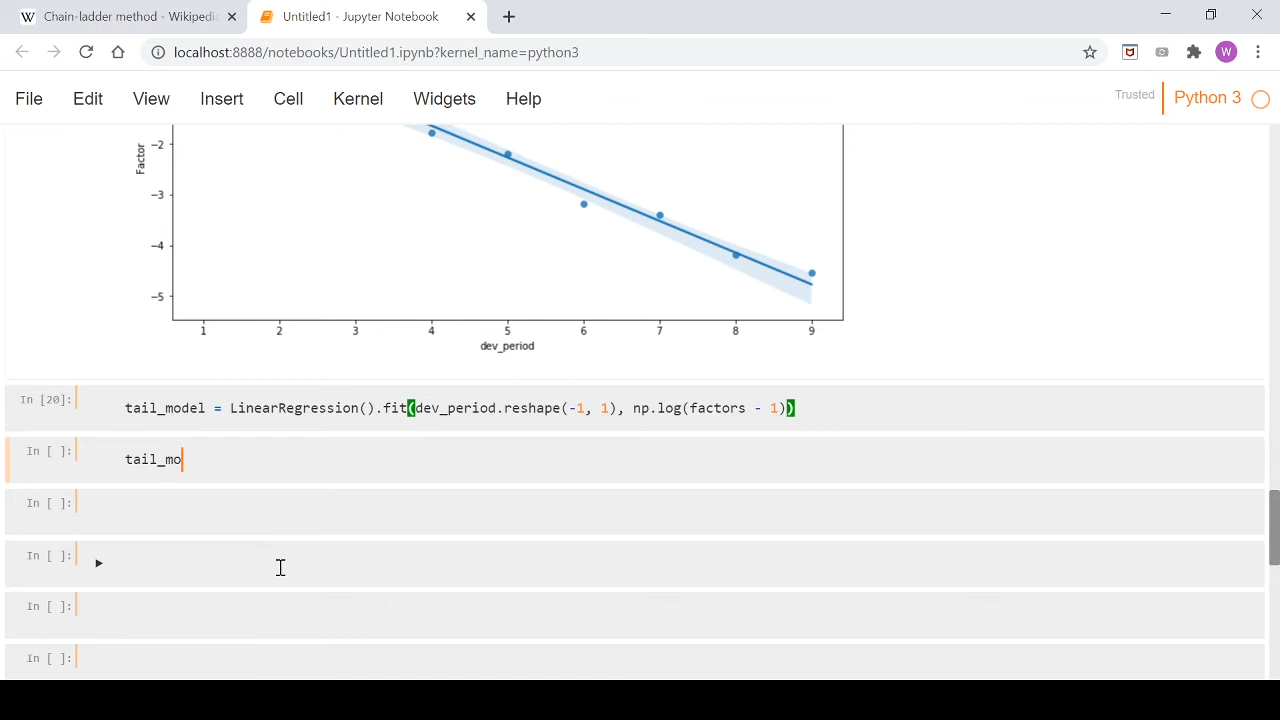 Chain-ladder method - Wikipedi
Untitled1 - Jupyter Notebook
localhost:8888/notebooks/Untitled1.ipynb?kernel_name=python3
W
File Edit View Insert Cell Kernel Widgets Help
Trusted
Python 3
Factor
−2
−3
−4
−5
1 2 3 4 5 6 7 8 9
dev_period
In [20]: tail_model = LinearRegression().fit(dev_period.reshape(-1, 1), np.log(factors - 1))
In [ ]: tail_mo
In [ ]:
In [ ]:
In [ ]:
In [ ]: